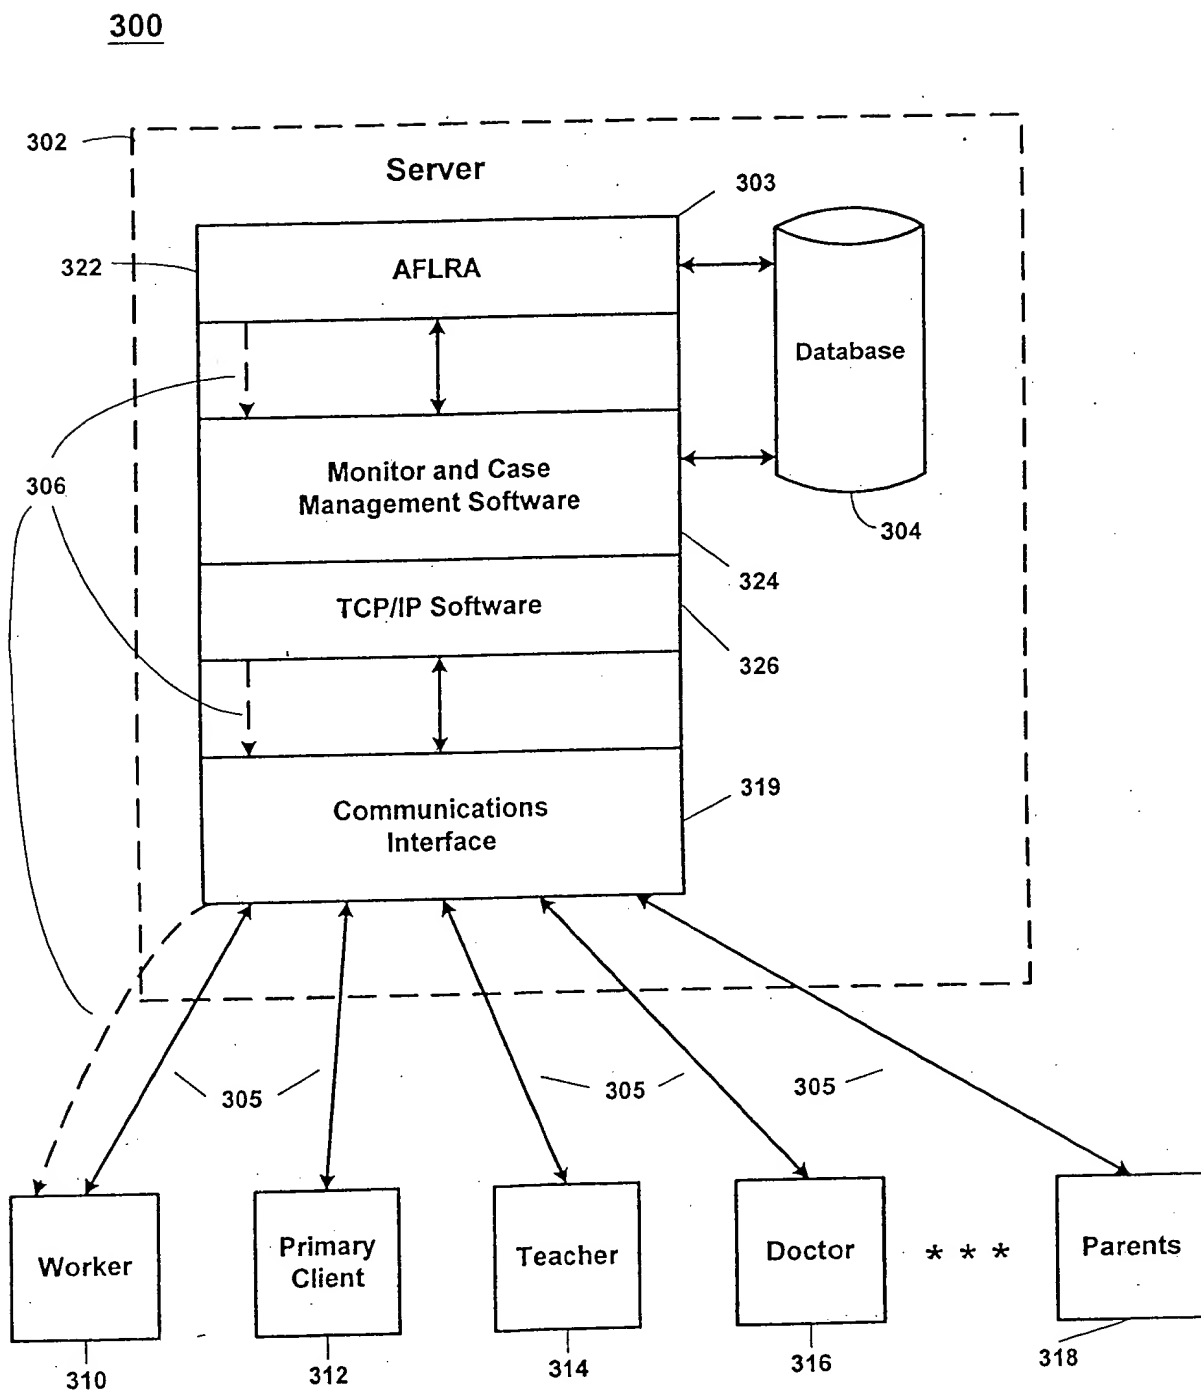 300
302
Server
303
322
AFLRA
Database
306
Monitor and Case
Management Software
304
324
TCP/IP Software
326
319
Communications
Interface
305
305
305
Worker
Primary
Client
Teacher
Doctor
* * *
Parents
310
312
314
316
318